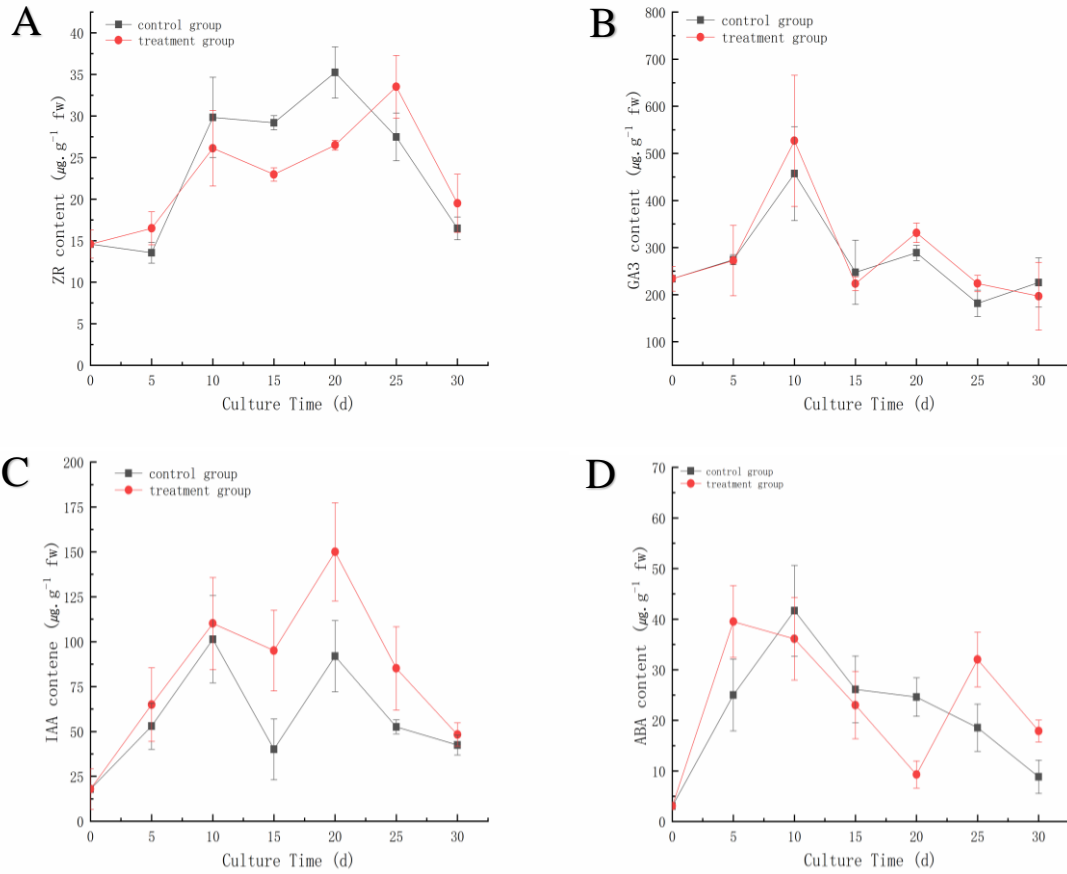 A
control group
treatment group
40
35
30
25
20
15
10
5
0
ZR content (μg.g⁻¹ fw)
0 5 10 15 20 25 30
Culture Time (d)
B
control group
treatment group
800
700
600
500
400
300
200
100
GA3 content (μg.g⁻¹ fw)
0 5 10 15 20 25 30
Culture Time (d)
C
control group
treatment group
200
175
150
125
100
75
50
25
0
IAA contene (μg.g⁻¹ fw)
0 5 10 15 20 25 30
Culture Time (d)
D
control group
treatment group
70
60
50
40
30
20
10
0
ABA content (μg.g⁻¹ fw)
0 5 10 15 20 25 30
Culture Time (d)